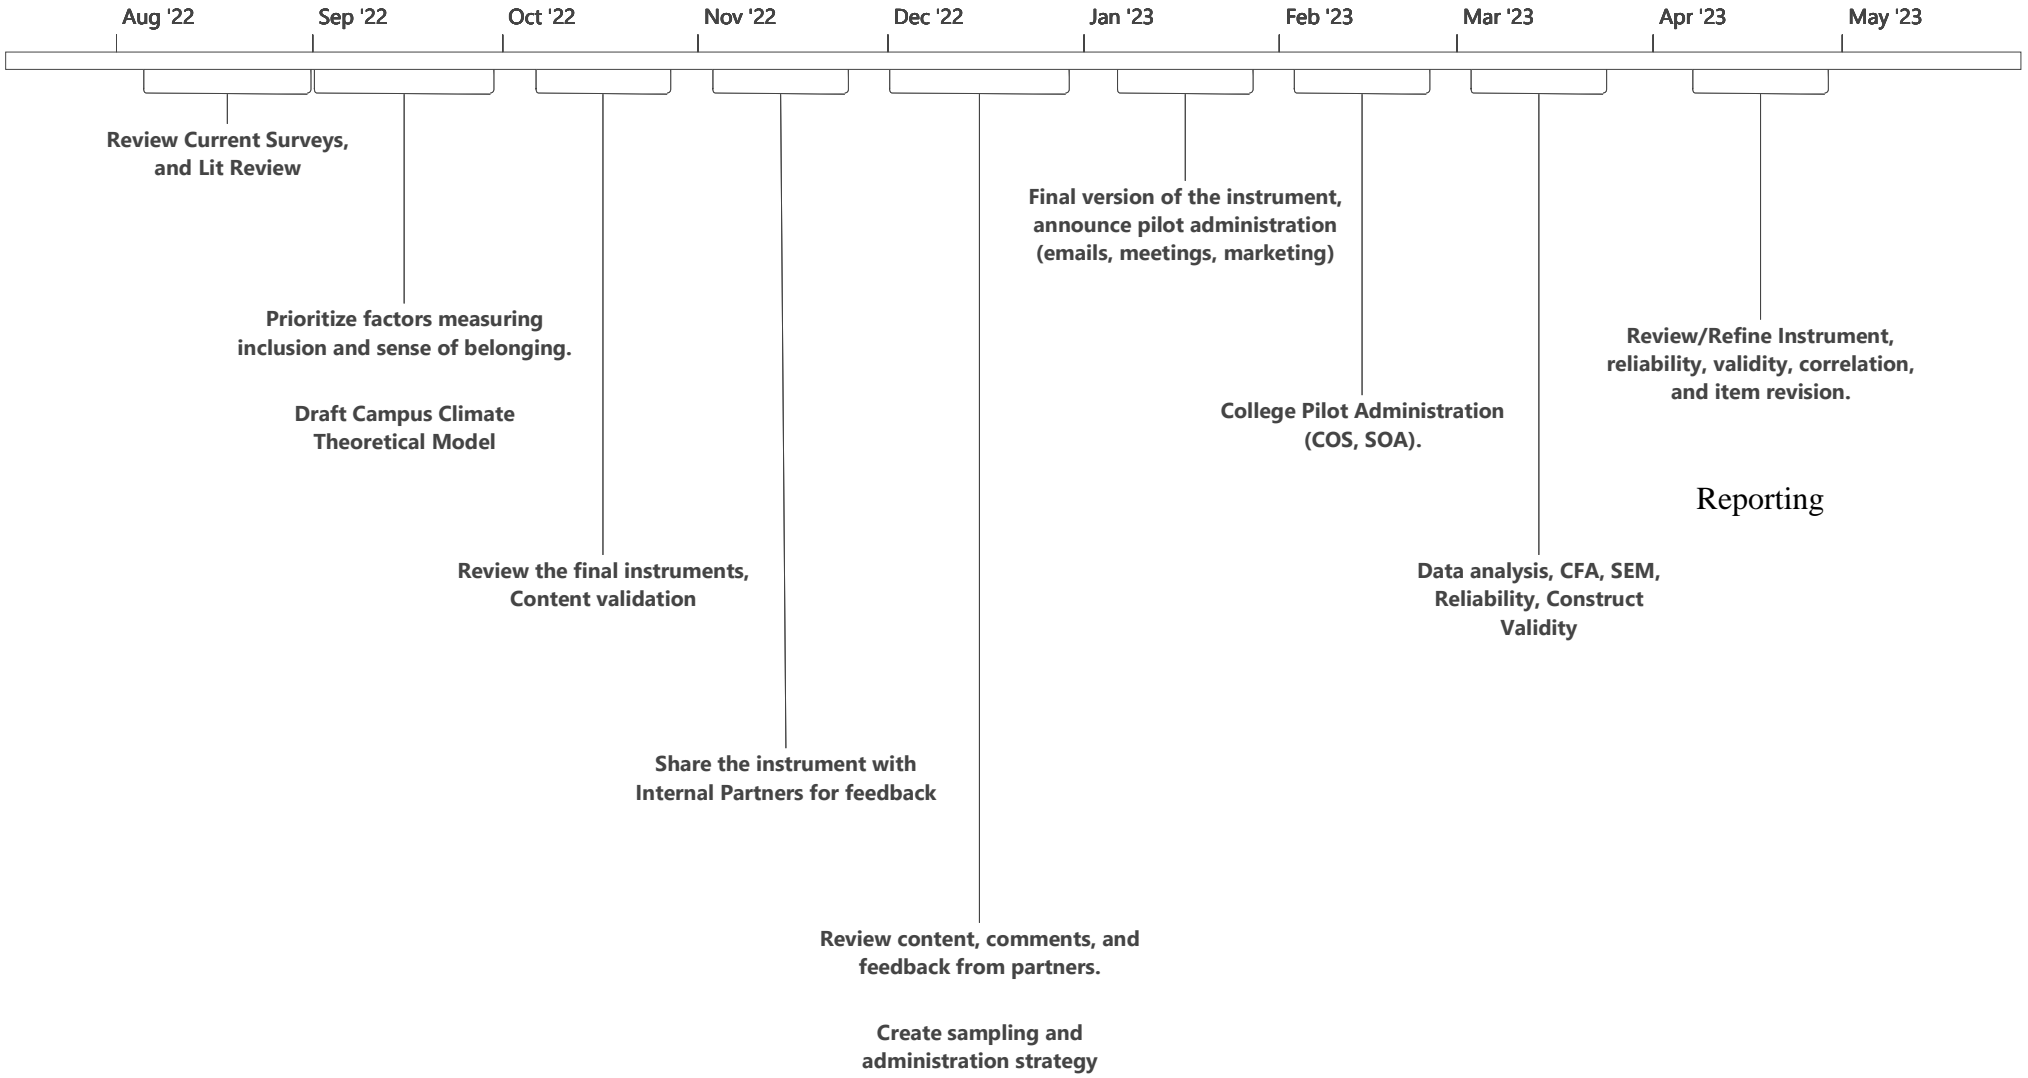 Aug '22
Sep '22
Oct '22
Nov '22
Dec '22
Jan '23
Feb '23
Mar '23
Apr '23
May '23
Review Current Surveys,
and Lit Review
Prioritize factors measuring
inclusion and sense of belonging.
Draft Campus Climate
Theoretical Model
Review the final instruments,
Content validation
Share the instrument with
Internal Partners for feedback
Review content, comments, and
feedback from partners.
Create sampling and
administration strategy
Final version of the instrument,
announce pilot administration
(emails, meetings, marketing)
College Pilot Administration
(COS, SOA).
Data analysis, CFA, SEM,
Reliability, Construct
Validity
Review/Refine Instrument,
reliability, validity, correlation,
and item revision.
Reporting